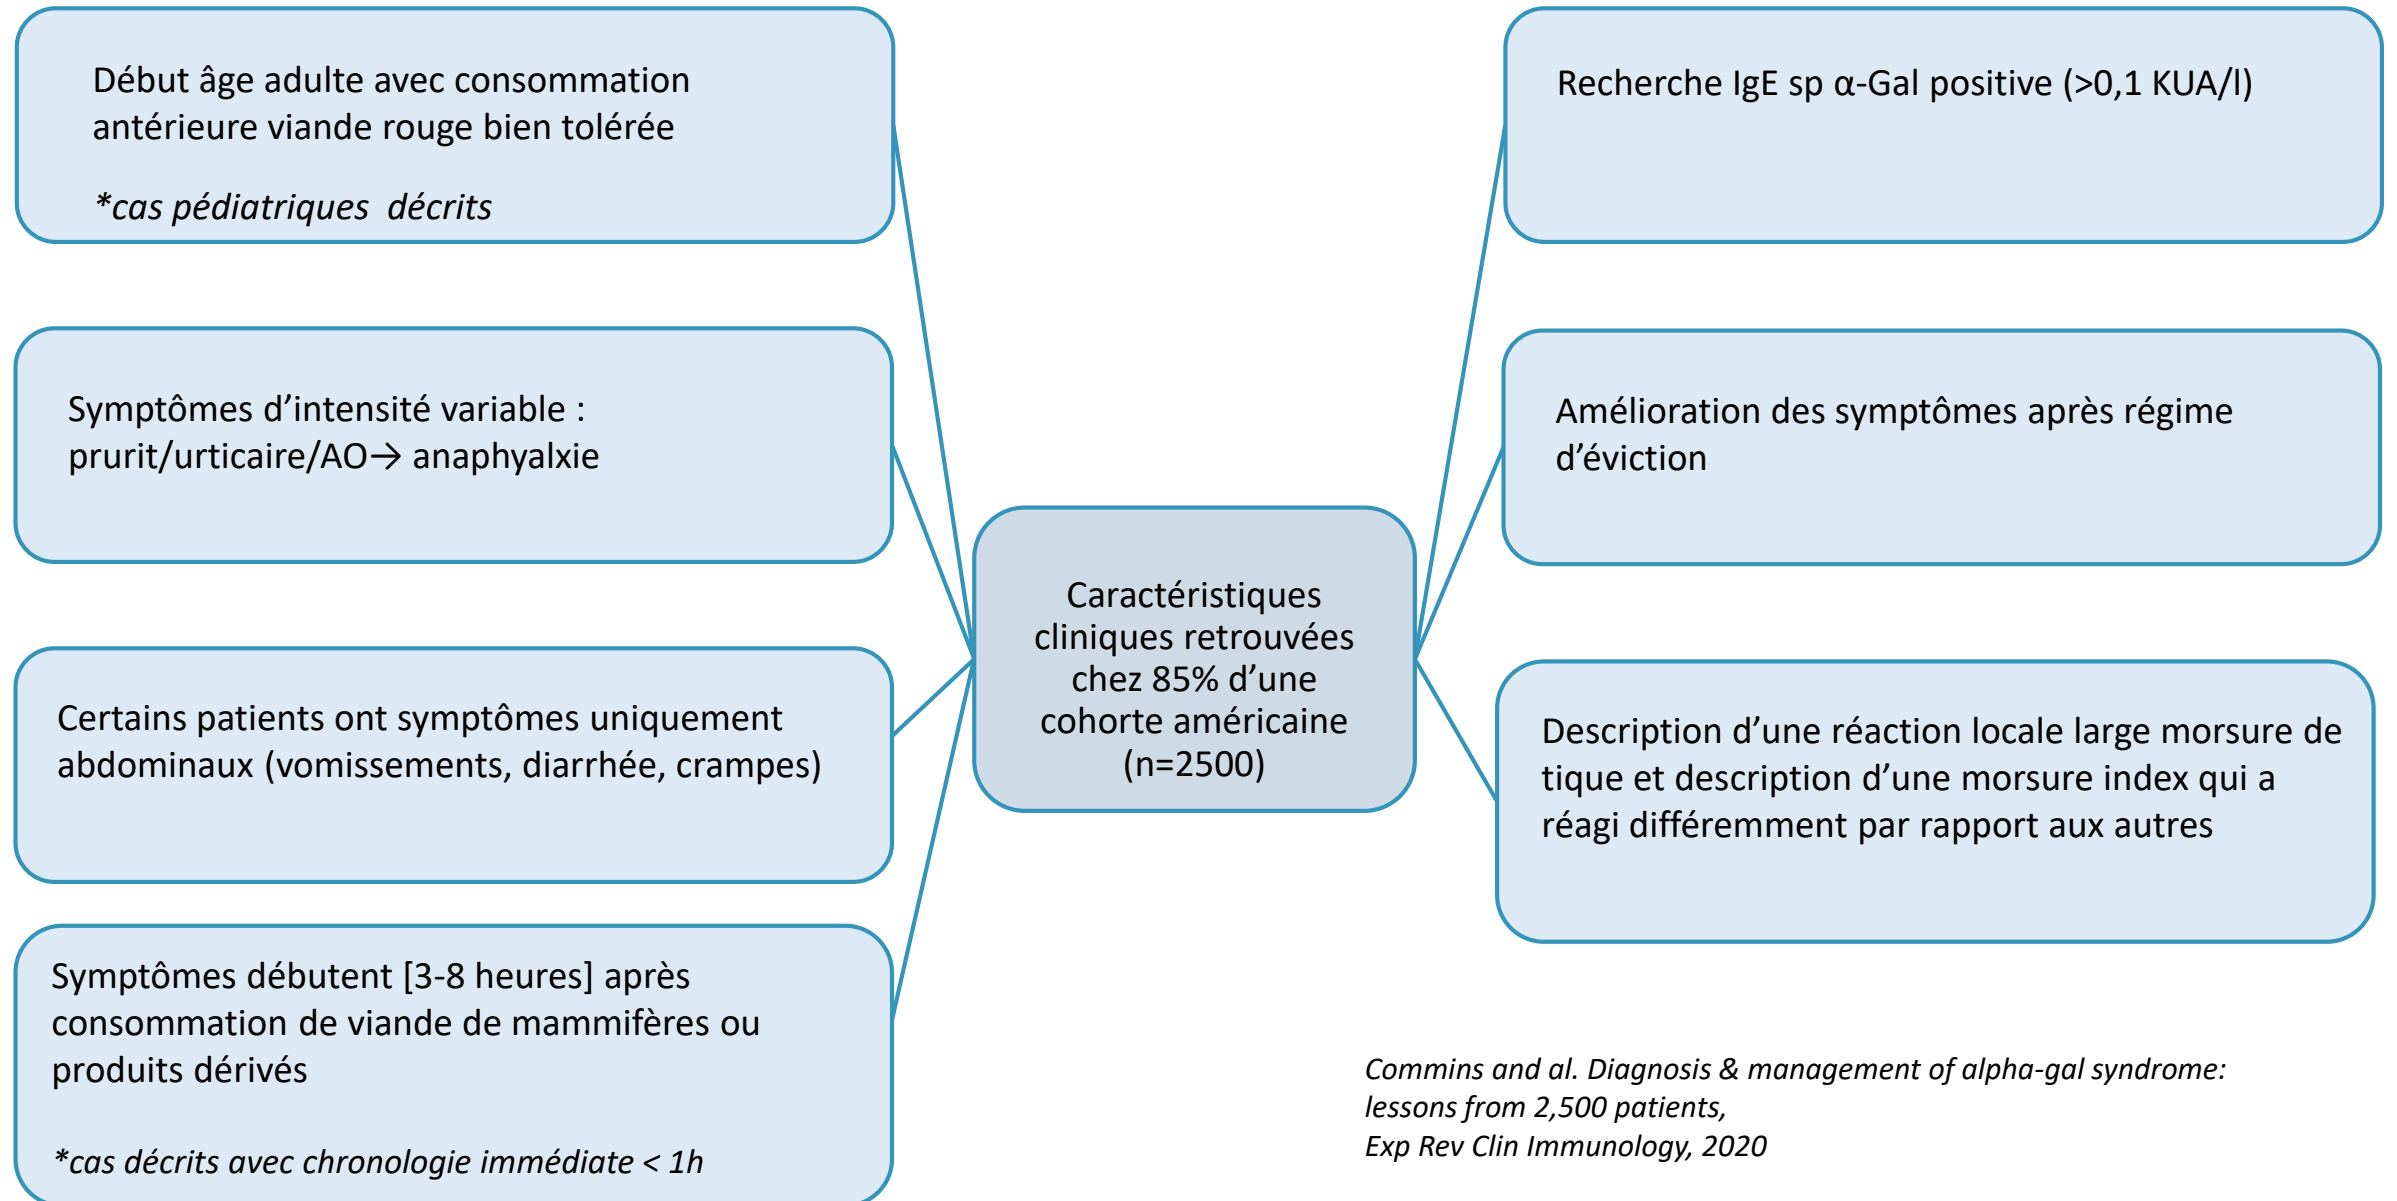 Début âge adulte avec consommation
antérieure viande rouge bien tolérée
*cas pédiatriques  décrits
Symptômes d’intensité variable :
prurit/urticaire/AO→ anaphyalxie
Certains patients ont symptômes uniquement
abdominaux (vomissements, diarrhée, crampes)
Symptômes débutent [3-8 heures] après
consommation de viande de mammifères ou
produits dérivés
*cas décrits avec chronologie immédiate < 1h
Caractéristiques
cliniques retrouvées
chez 85% d’une
cohorte américaine
(n=2500)
Recherche IgE sp α-Gal positive (>0,1 KUA/l)
Amélioration des symptômes après régime
d’éviction
Description d’une réaction locale large morsure de
tique et description d’une morsure index qui a
réagi différemment par rapport aux autres
Commins and al. Diagnosis & management of alpha-gal syndrome:
lessons from 2,500 patients,
Exp Rev Clin Immunology, 2020